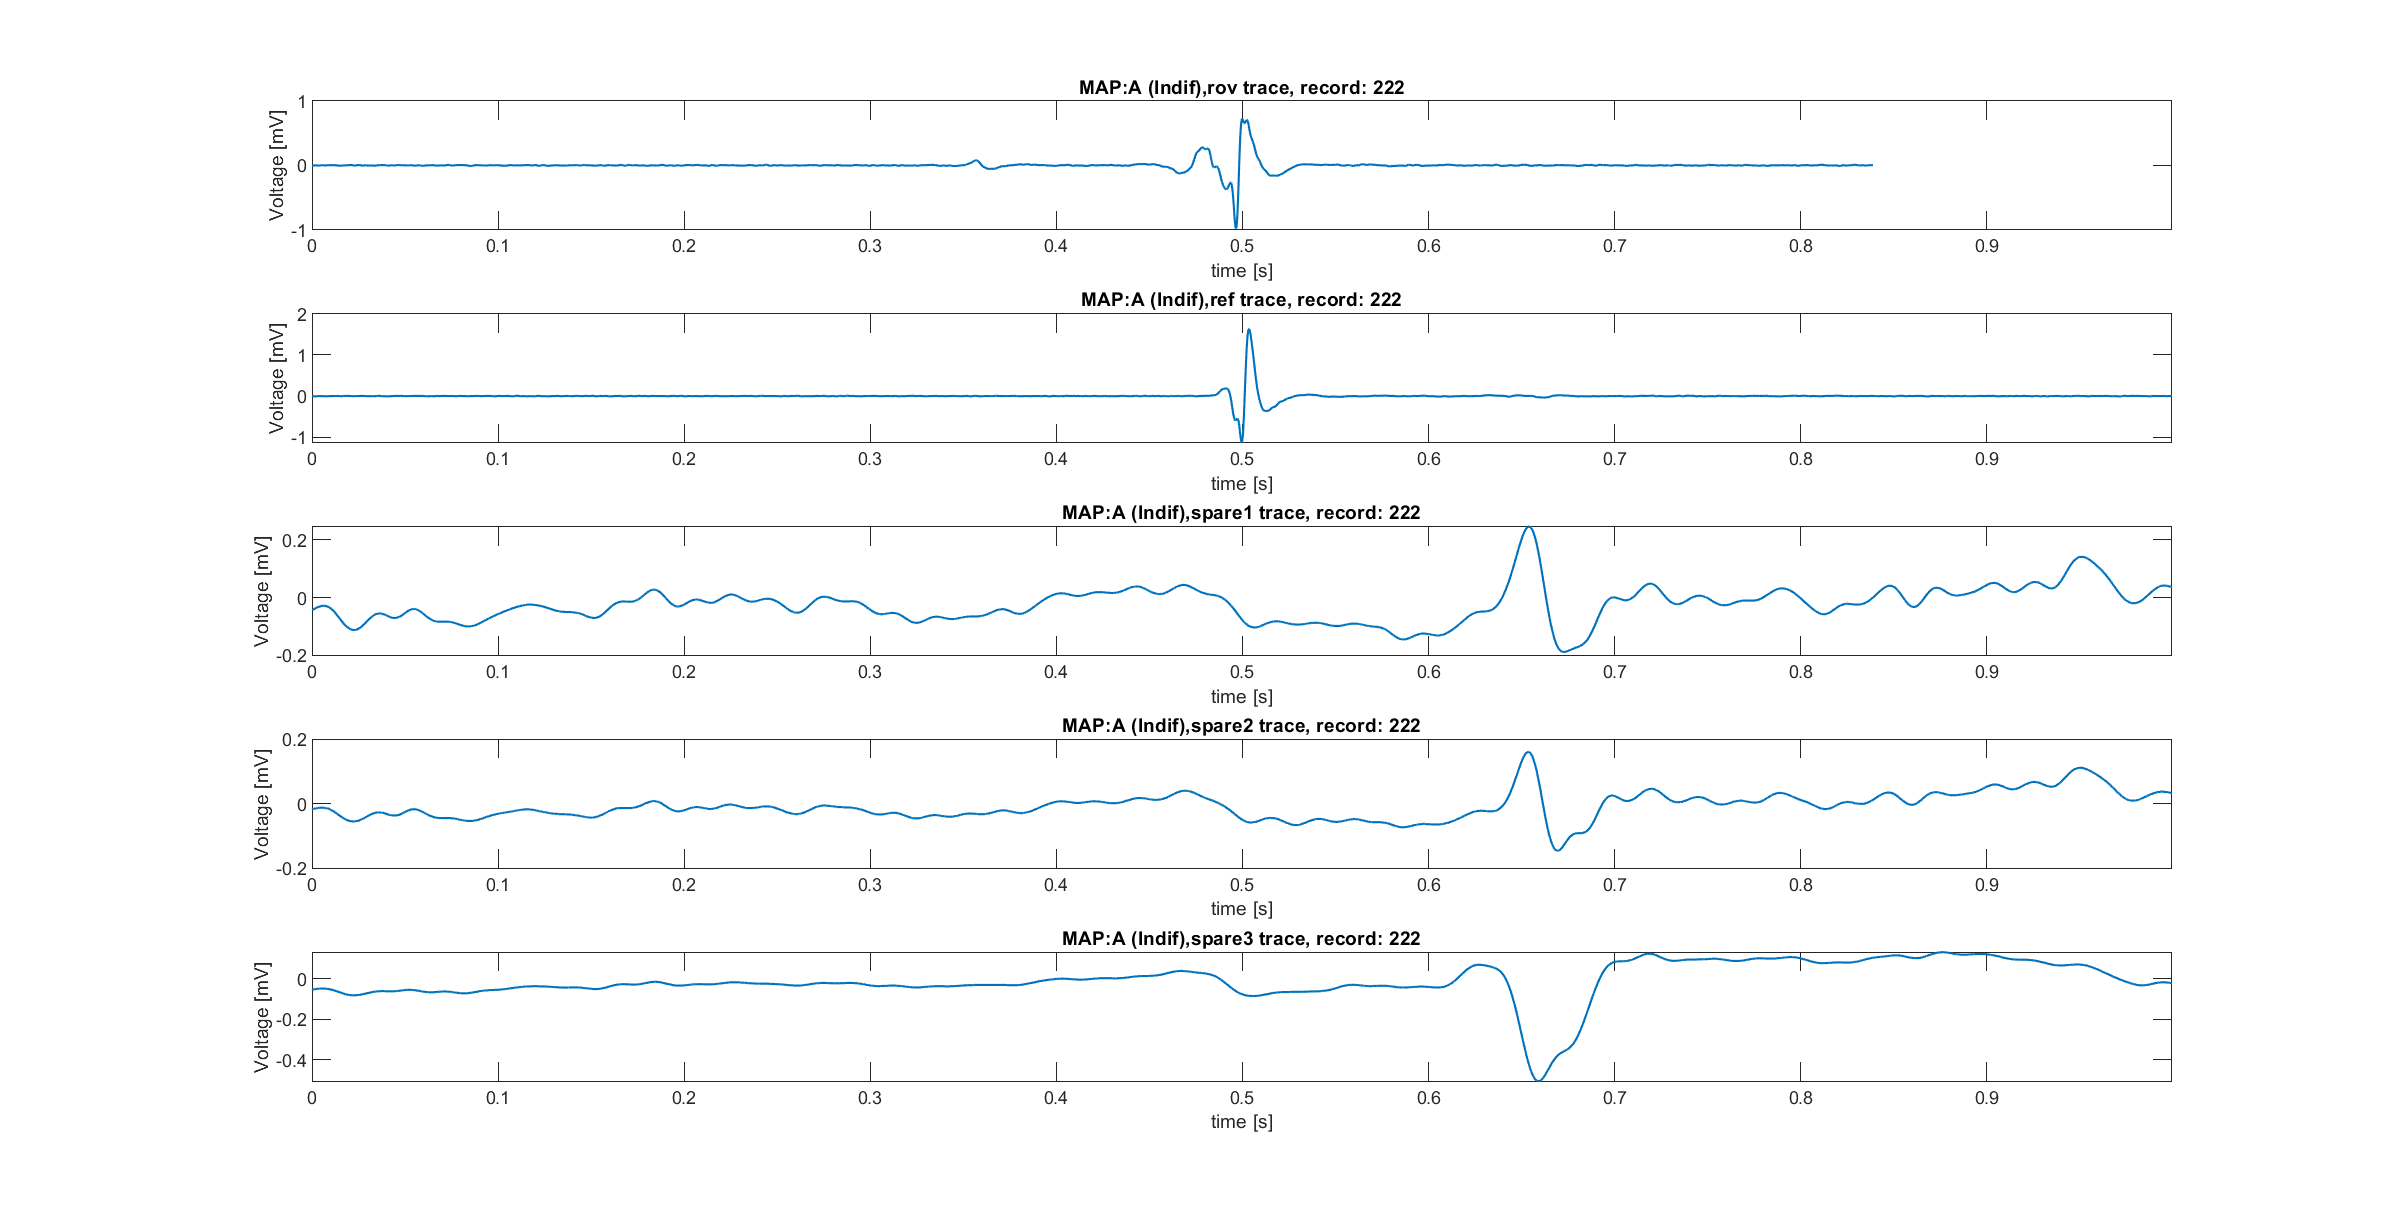 MAP:A (Indif),rov trace, record: 222
Voltage [mV]
1
0
-1
0 0.1 0.2 0.3 0.4 0.5 0.6 0.7 0.8 0.9
time [s]
MAP:A (Indif),ref trace, record: 222
Voltage [mV]
2
1
0
-1
0 0.1 0.2 0.3 0.4 0.5 0.6 0.7 0.8 0.9
time [s]
MAP:A (Indif),spare1 trace, record: 222
Voltage [mV]
0.2
0
-0.2
0 0.1 0.2 0.3 0.4 0.5 0.6 0.7 0.8 0.9
time [s]
MAP:A (Indif),spare2 trace, record: 222
Voltage [mV]
0.2
0
-0.2
0 0.1 0.2 0.3 0.4 0.5 0.6 0.7 0.8 0.9
time [s]
MAP:A (Indif),spare3 trace, record: 222
Voltage [mV]
0
-0.2
-0.4
0 0.1 0.2 0.3 0.4 0.5 0.6 0.7 0.8 0.9
time [s]